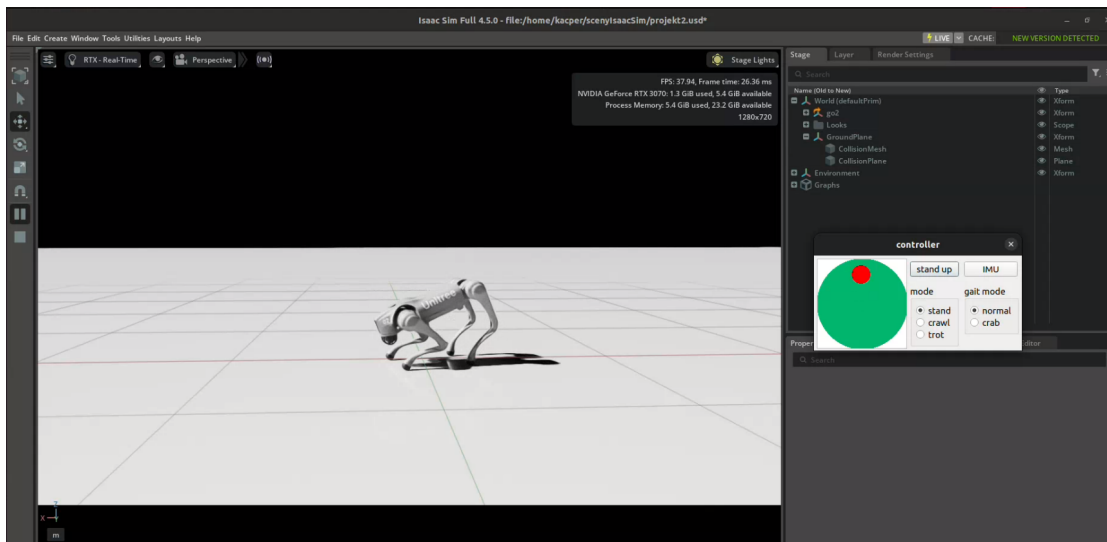 Isaac Sim Full 4.5.0 - file:/home/kacper/scenyIsaacSim/projekt2.usd*
File Edit Create Window Tools Utilities Layouts Help
LIVE CACHE: NEW VERSION DETECTED
RTX - Real-Time Perspective Stage Lights
FPS: 37.94, Frame time: 26.36 ms
NVIDIA GeForce RTX 3070: 1.3 GiB used, 5.4 GiB available
Process Memory: 5.4 GiB used, 23.2 GiB available
1280x720
Stage Layer Render Settings
Search
Name (Old to New) Type
World (defaultPrim) Xform
go2 Xform
Looks Scope
GroundPlane Xform
CollisionMesh Mesh
CollisionPlane Plane
Environment Xform
Graphs
controller
stand up IMU
mode gait mode
stand normal
crawl crab
trot
Search
Unitree
Z
X
m